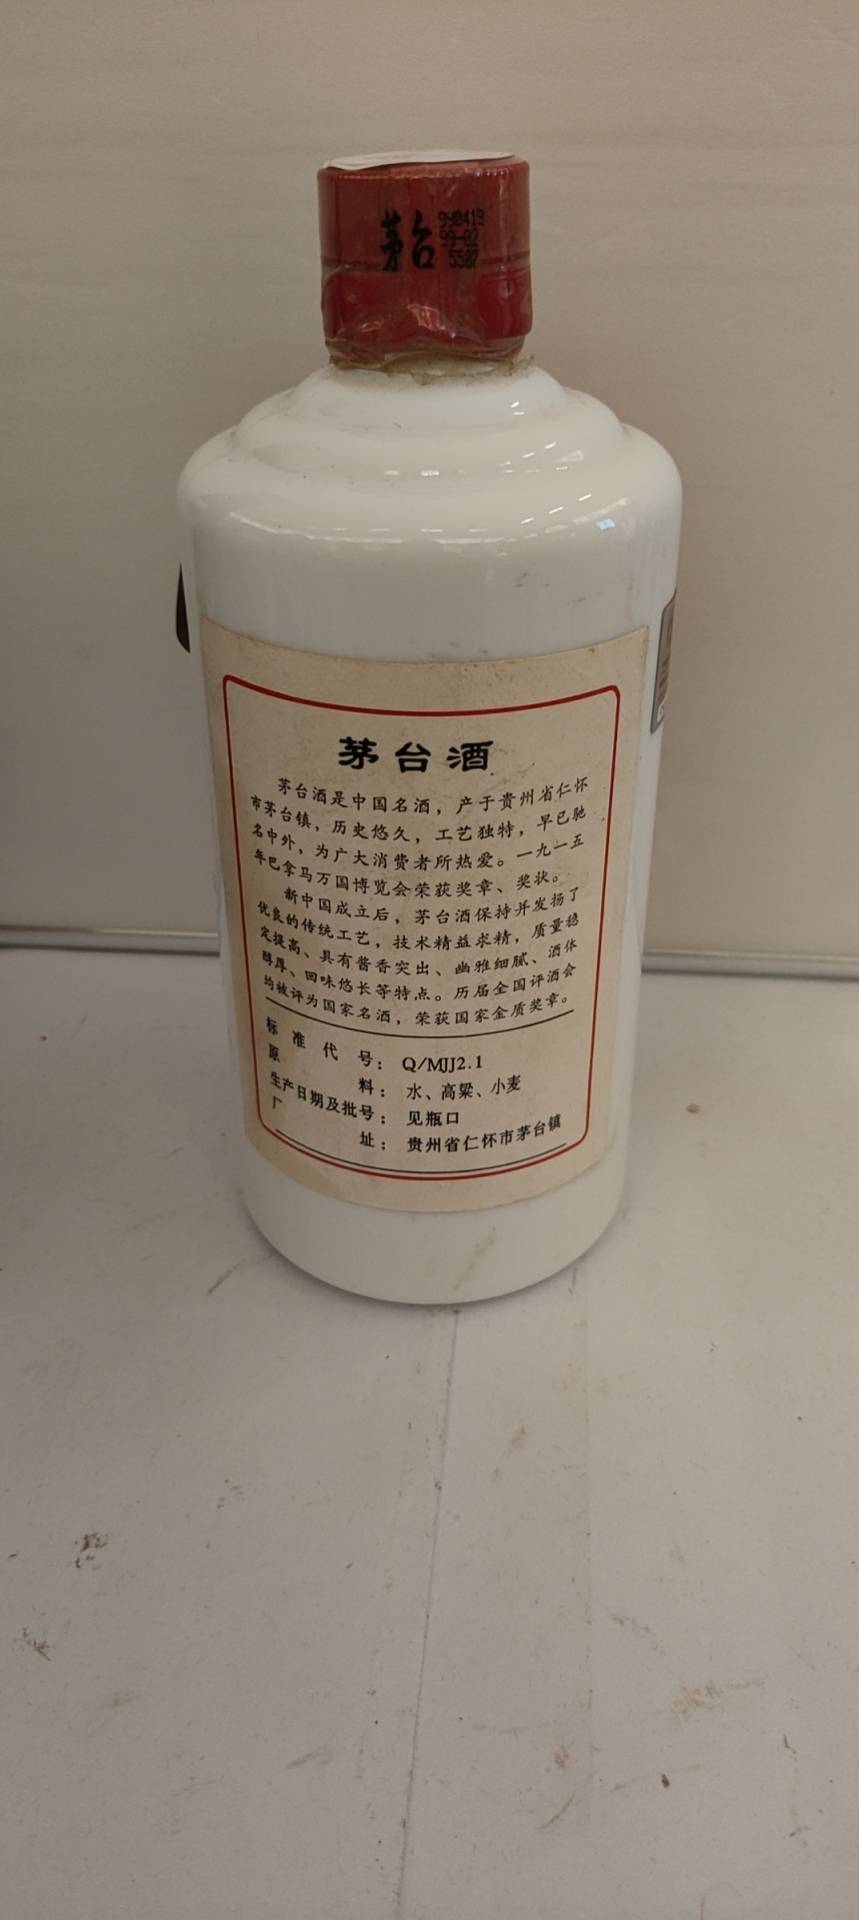 茅台
990419
99-02
5507
茅台酒
茅台酒是中国名酒，产于贵州省仁怀
市茅台镇，历史悠久，工艺独特，早已驰
名中外，为广大消费者所热爱。一九一五
年巴拿马万国博览会荣获奖章、奖状。
新中国成立后，茅台酒保持并发扬了
优良的传统工艺，技术精益求精，质量稳
定提高、具有酱香突出、幽雅细腻、酒体
醇厚、回味悠长等特点。历届全国评酒会
均被评为国家名酒，荣获国家金质奖章。
标准代号：Q/MJJ2.1
原料：水、高粱、小麦
生产日期及批号：见瓶口
厂址：贵州省仁怀市茅台镇